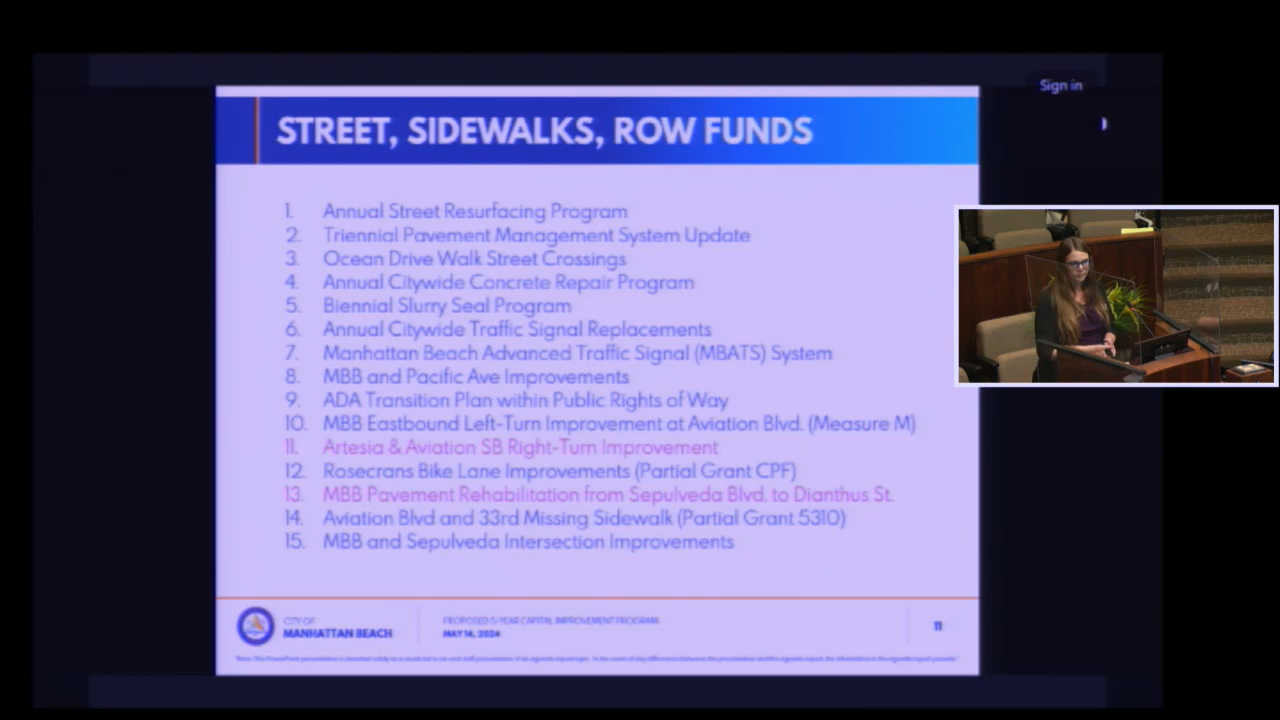 Sign in
STREET, SIDEWALKS, ROW FUNDS
1. Annual Street Resurfacing Program
2. Triennial Pavement Management System Update
3. Ocean Drive Walk Street Crossings
4. Annual Citywide Concrete Repair Program
5. Biennial Slurry Seal Program
6. Annual Citywide Traffic Signal Replacements
7. Manhattan Beach Advanced Traffic Signal (MBATS) System
8. MBB and Pacific Ave Improvements
9. ADA Transition Plan within Public Rights of Way
10. MBB Eastbound Left-Turn Improvement at Aviation Blvd. (Measure M)
11. Artesia & Aviation SB Right-Turn Improvement
12. Rosecrans Bike Lane Improvements (Partial Grant CPF)
13. MBB Pavement Rehabilitation from Sepulveda Blvd. to Dianthus St.
14. Aviation Blvd and 33rd Missing Sidewalk (Partial Grant 5310)
15. MBB and Sepulveda Intersection Improvements
CITY OF
MANHATTAN BEACH
PROPOSED 5-YEAR CAPITAL IMPROVEMENT PROGRAM
MAY 14, 2024
11